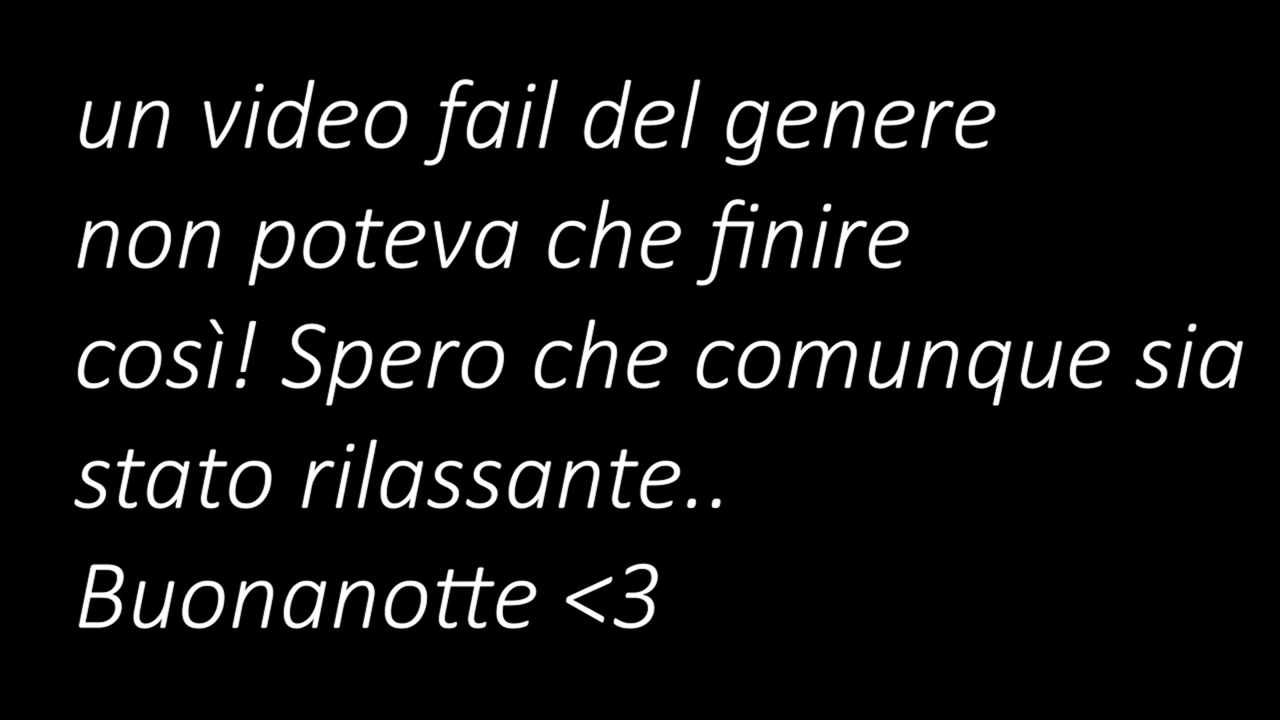 un video fail del genere
non poteva che finire
così! Spero che comunque sia
stato rilassante..
Buonanotte <3